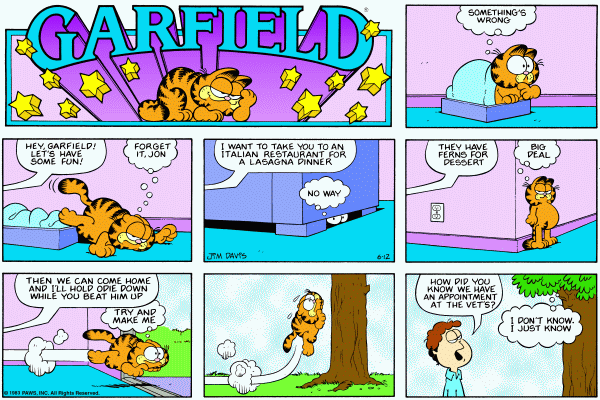 GARFIELD
®
SOMETHING'S
WRONG
HEY, GARFIELD!
LET'S HAVE
SOME FUN!
FORGET
IT, JON
I WANT TO TAKE YOU TO AN
ITALIAN RESTAURANT FOR
A LASAGNA DINNER
NO WAY
JIM DAVIS
6-12
THEY HAVE
FERNS FOR
DESSERT
BIG
DEAL
THEN WE CAN COME HOME
AND I'LL HOLD ODIE DOWN
WHILE YOU BEAT HIM UP
TRY AND
MAKE ME
© 1983 PAWS, INC. All Rights Reserved.
HOW DID YOU
KNOW WE HAVE
AN APPOINTMENT
AT THE VET'S?
I DON'T KNOW.
I JUST KNOW